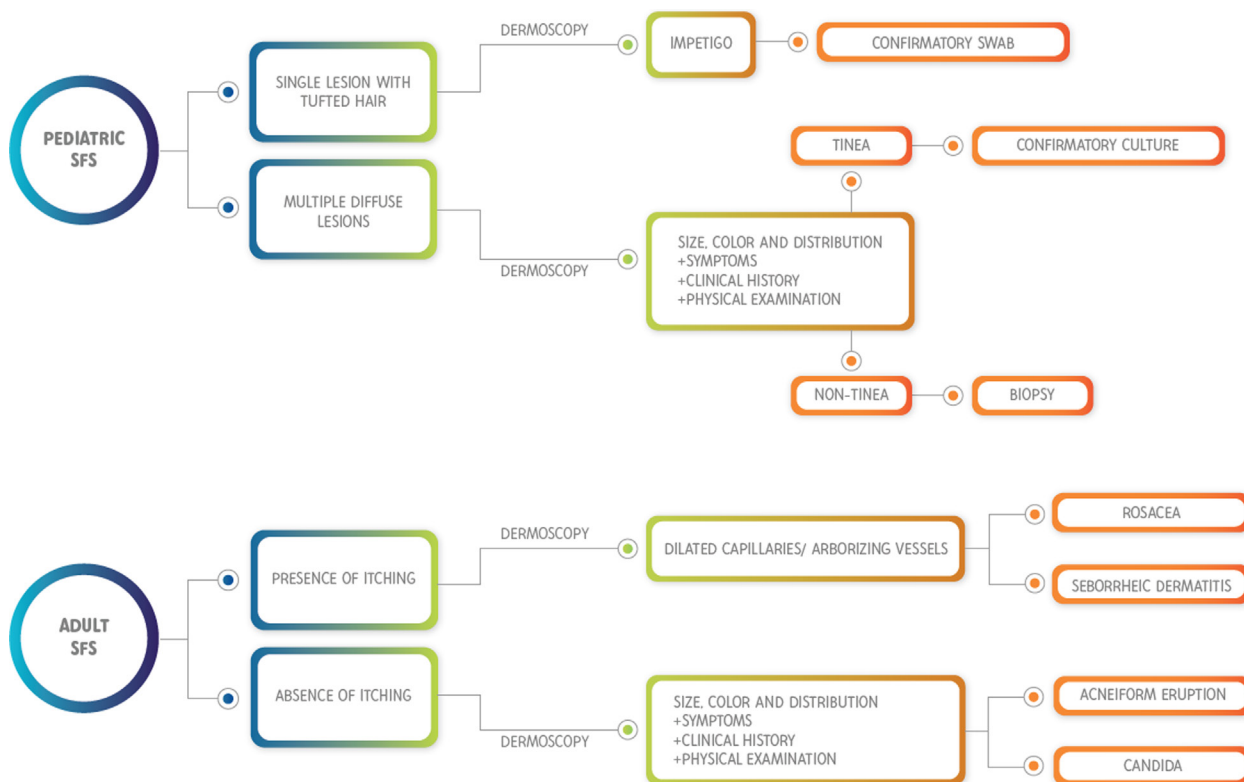 DERMOSCOPY
IMPETIGO
CONFIRMATORY SWAB
SINGLE LESION WITH
TUFTED HAIR
PEDIATRIC
SFS
TINEA
CONFIRMATORY CULTURE
MULTIPLE DIFFUSE
LESIONS
DERMOSCOPY
SIZE, COLOR AND DISTRIBUTION
+SYMPTOMS
+CLINICAL HISTORY
+PHYSICAL EXAMINATION
NON-TINEA
BIOPSY
ADULT
SFS
PRESENCE OF ITCHING
DERMOSCOPY
DILATED CAPILLARIES/ ARBORIZING VESSELS
ROSACEA
SEBORRHEIC DERMATITIS
ABSENCE OF ITCHING
DERMOSCOPY
SIZE, COLOR AND DISTRIBUTION
+SYMPTOMS
+CLINICAL HISTORY
+PHYSICAL EXAMINATION
ACNEIFORM ERUPTION
CANDIDA